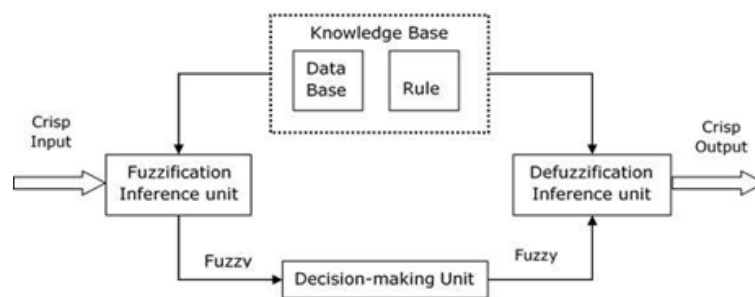 Knowledge Base
Data
Base
Rule
Crisp
Input
Crisp
Output
Fuzzification
Inference unit
Defuzzification
Inference unit
Fuzzy
Decision-making Unit
Fuzzy